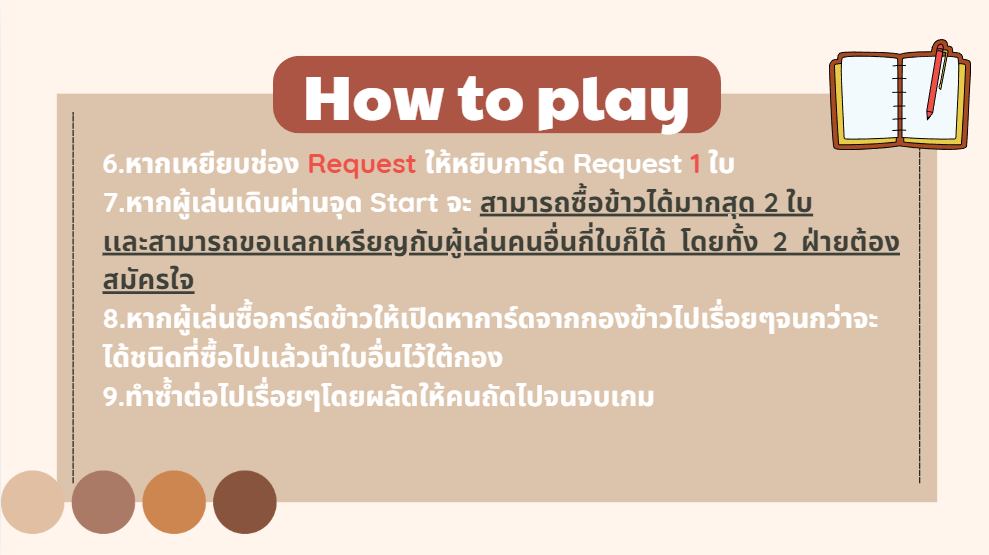 How to play
6.หากเหยียบช่อง Request ให้หยิบการ์ด Request 1 ใบ
7.หากผู้เล่นเดินผ่านจุด Start จะ สามารถซื้อข้าวได้มากสุด 2 ใบ
และสามารถขอแลกเหรียญกับผู้เล่นคนอื่นกี่ใบก็ได้ โดยทั้ง 2 ฝ่ายต้อง
สมัครใจ
8.หากผู้เล่นซื้อการ์ดข้าวให้เปิดหาการ์ดจากกองข้าวไปเรื่อยๆจนกว่าจะ
ได้ชนิดที่ซื้อไปแล้วนำใบอื่นไว้ใต้กอง
9.ทำซ้ำต่อไปเรื่อยๆโดยผลัดให้คนถัดไปจนจบเกม